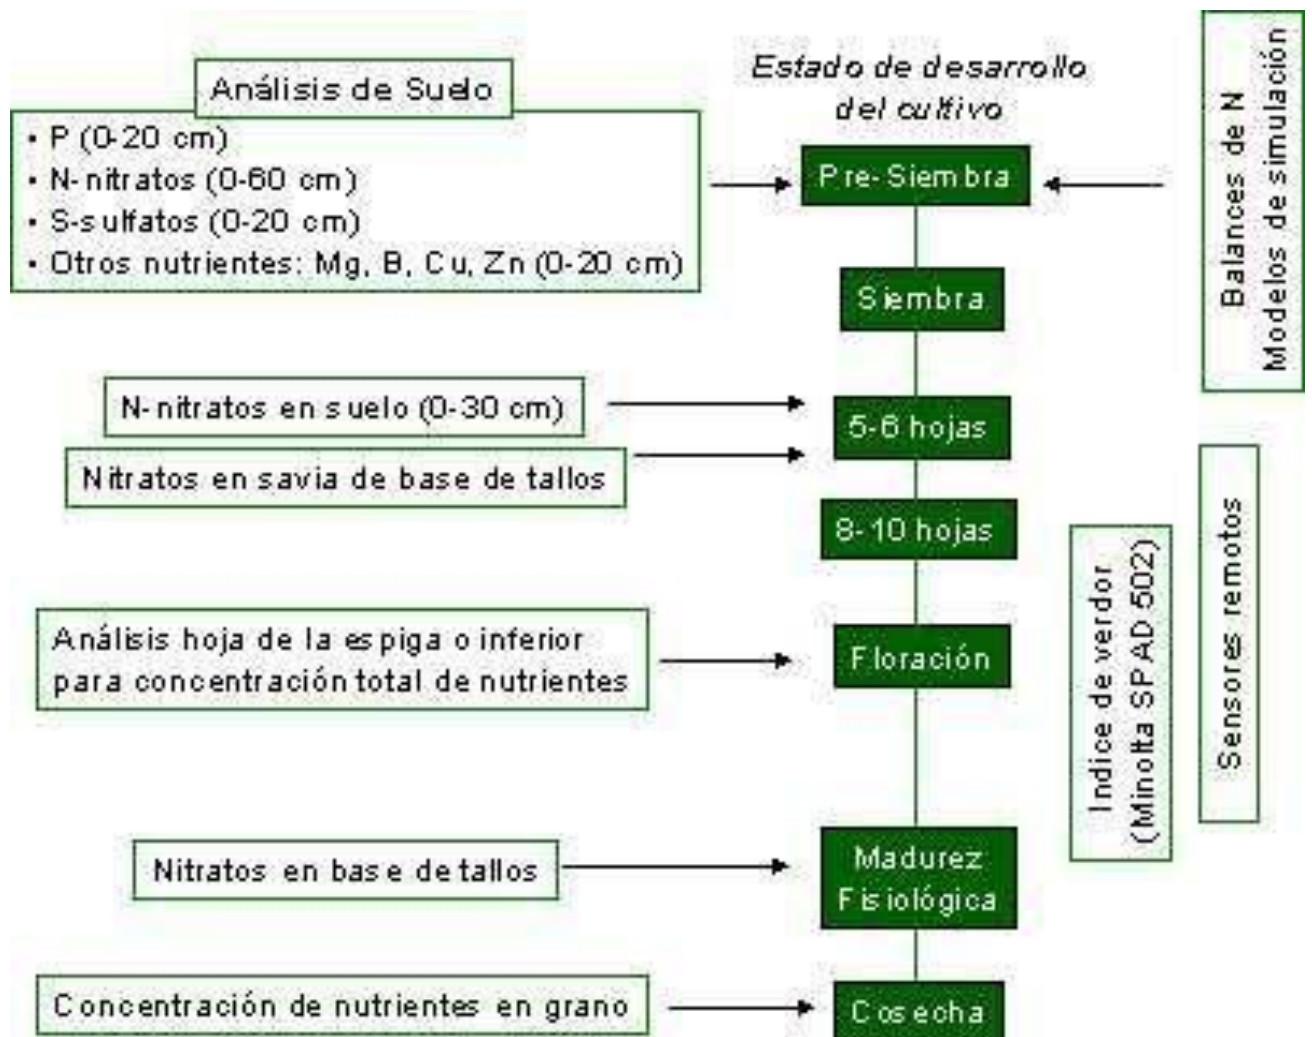 Análisis de Suelo
• P (0-20 cm)
• N-nitratos (0-60 cm)
• S-sulfatos (0-20 cm)
• Otros nutrientes: Mg, B, Cu, Zn (0-20 cm)
Estado de desarrollo
del cultivo
Pre-Siembra
Balances de N
Modelos de simulación
Siembra
N-nitratos en suelo (0-30 cm)
5-6 hojas
Nitratos en savia de base de tallos
8-10 hojas
Análisis hoja de la espiga o inferior
para concentración total de nutrientes
Floración
Indice de verdor
(Minolta SPAD 502)
Sensores remotos
Nitratos en base de tallos
Madurez
Fisiológica
Concentración de nutrientes en grano
Cosecha